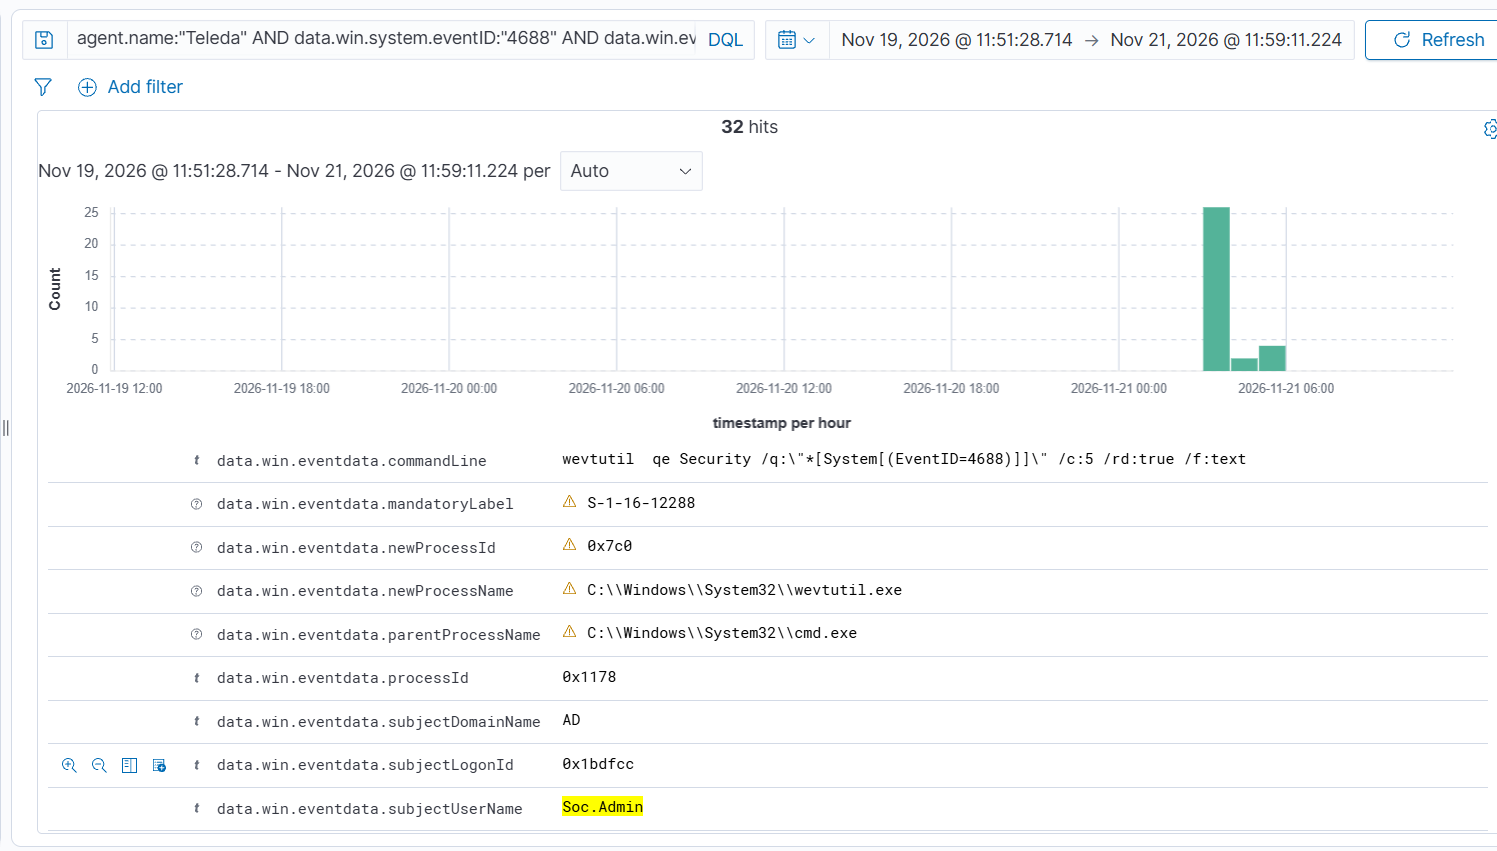 agent.name:"Teleda" AND data.win.system.eventID:"4688" AND data.win.ev DQL Nov 19, 2026 @ 11:51:28.714 → Nov 21, 2026 @ 11:59:11.224 Refresh
Add filter
32 hits
Nov 19, 2026 @ 11:51:28.714 - Nov 21, 2026 @ 11:59:11.224 per Auto
25
20
15
10
5
0
Count
2026-11-19 12:00 2026-11-19 18:00 2026-11-20 00:00 2026-11-20 06:00 2026-11-20 12:00 2026-11-20 18:00 2026-11-21 00:00 2026-11-21 06:00
timestamp per hour
t data.win.eventdata.commandLine wevtutil  qe Security /q:\"*[System[(EventID=4688)]]\" /c:5 /rd:true /f:text
data.win.eventdata.mandatoryLabel S-1-16-12288
data.win.eventdata.newProcessId 0x7c0
data.win.eventdata.newProcessName C:\\Windows\\System32\\wevtutil.exe
data.win.eventdata.parentProcessName C:\\Windows\\System32\\cmd.exe
t data.win.eventdata.processId 0x1178
t data.win.eventdata.subjectDomainName AD
t data.win.eventdata.subjectLogonId 0x1bdfcc
t data.win.eventdata.subjectUserName Soc.Admin